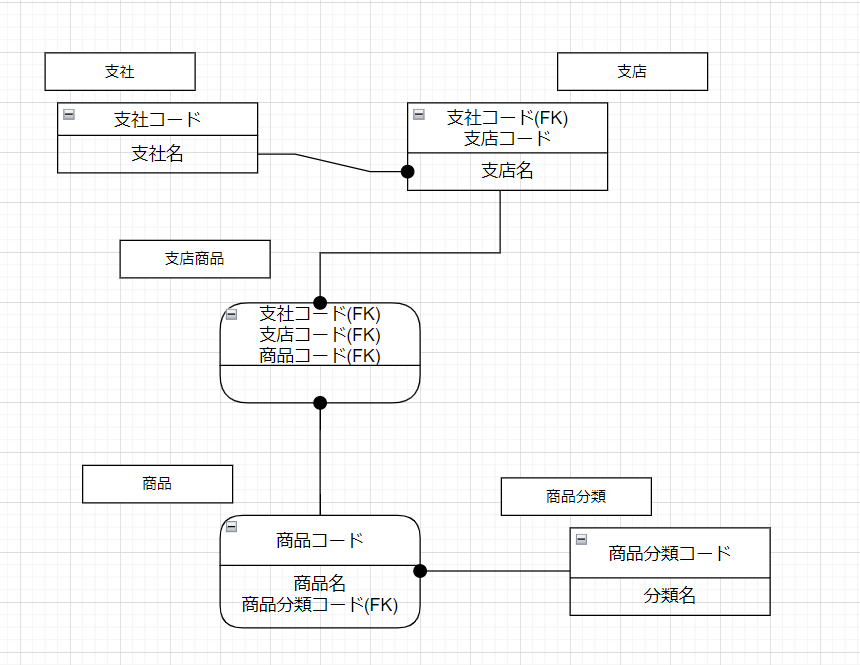 支社
支店
支社コード
支社名
支社コード(FK)
支店コード
支店名
支店商品
支社コード(FK)
支店コード(FK)
商品コード(FK)
商品
商品分類
商品コード
商品名
商品分類コード(FK)
商品分類コード
分類名